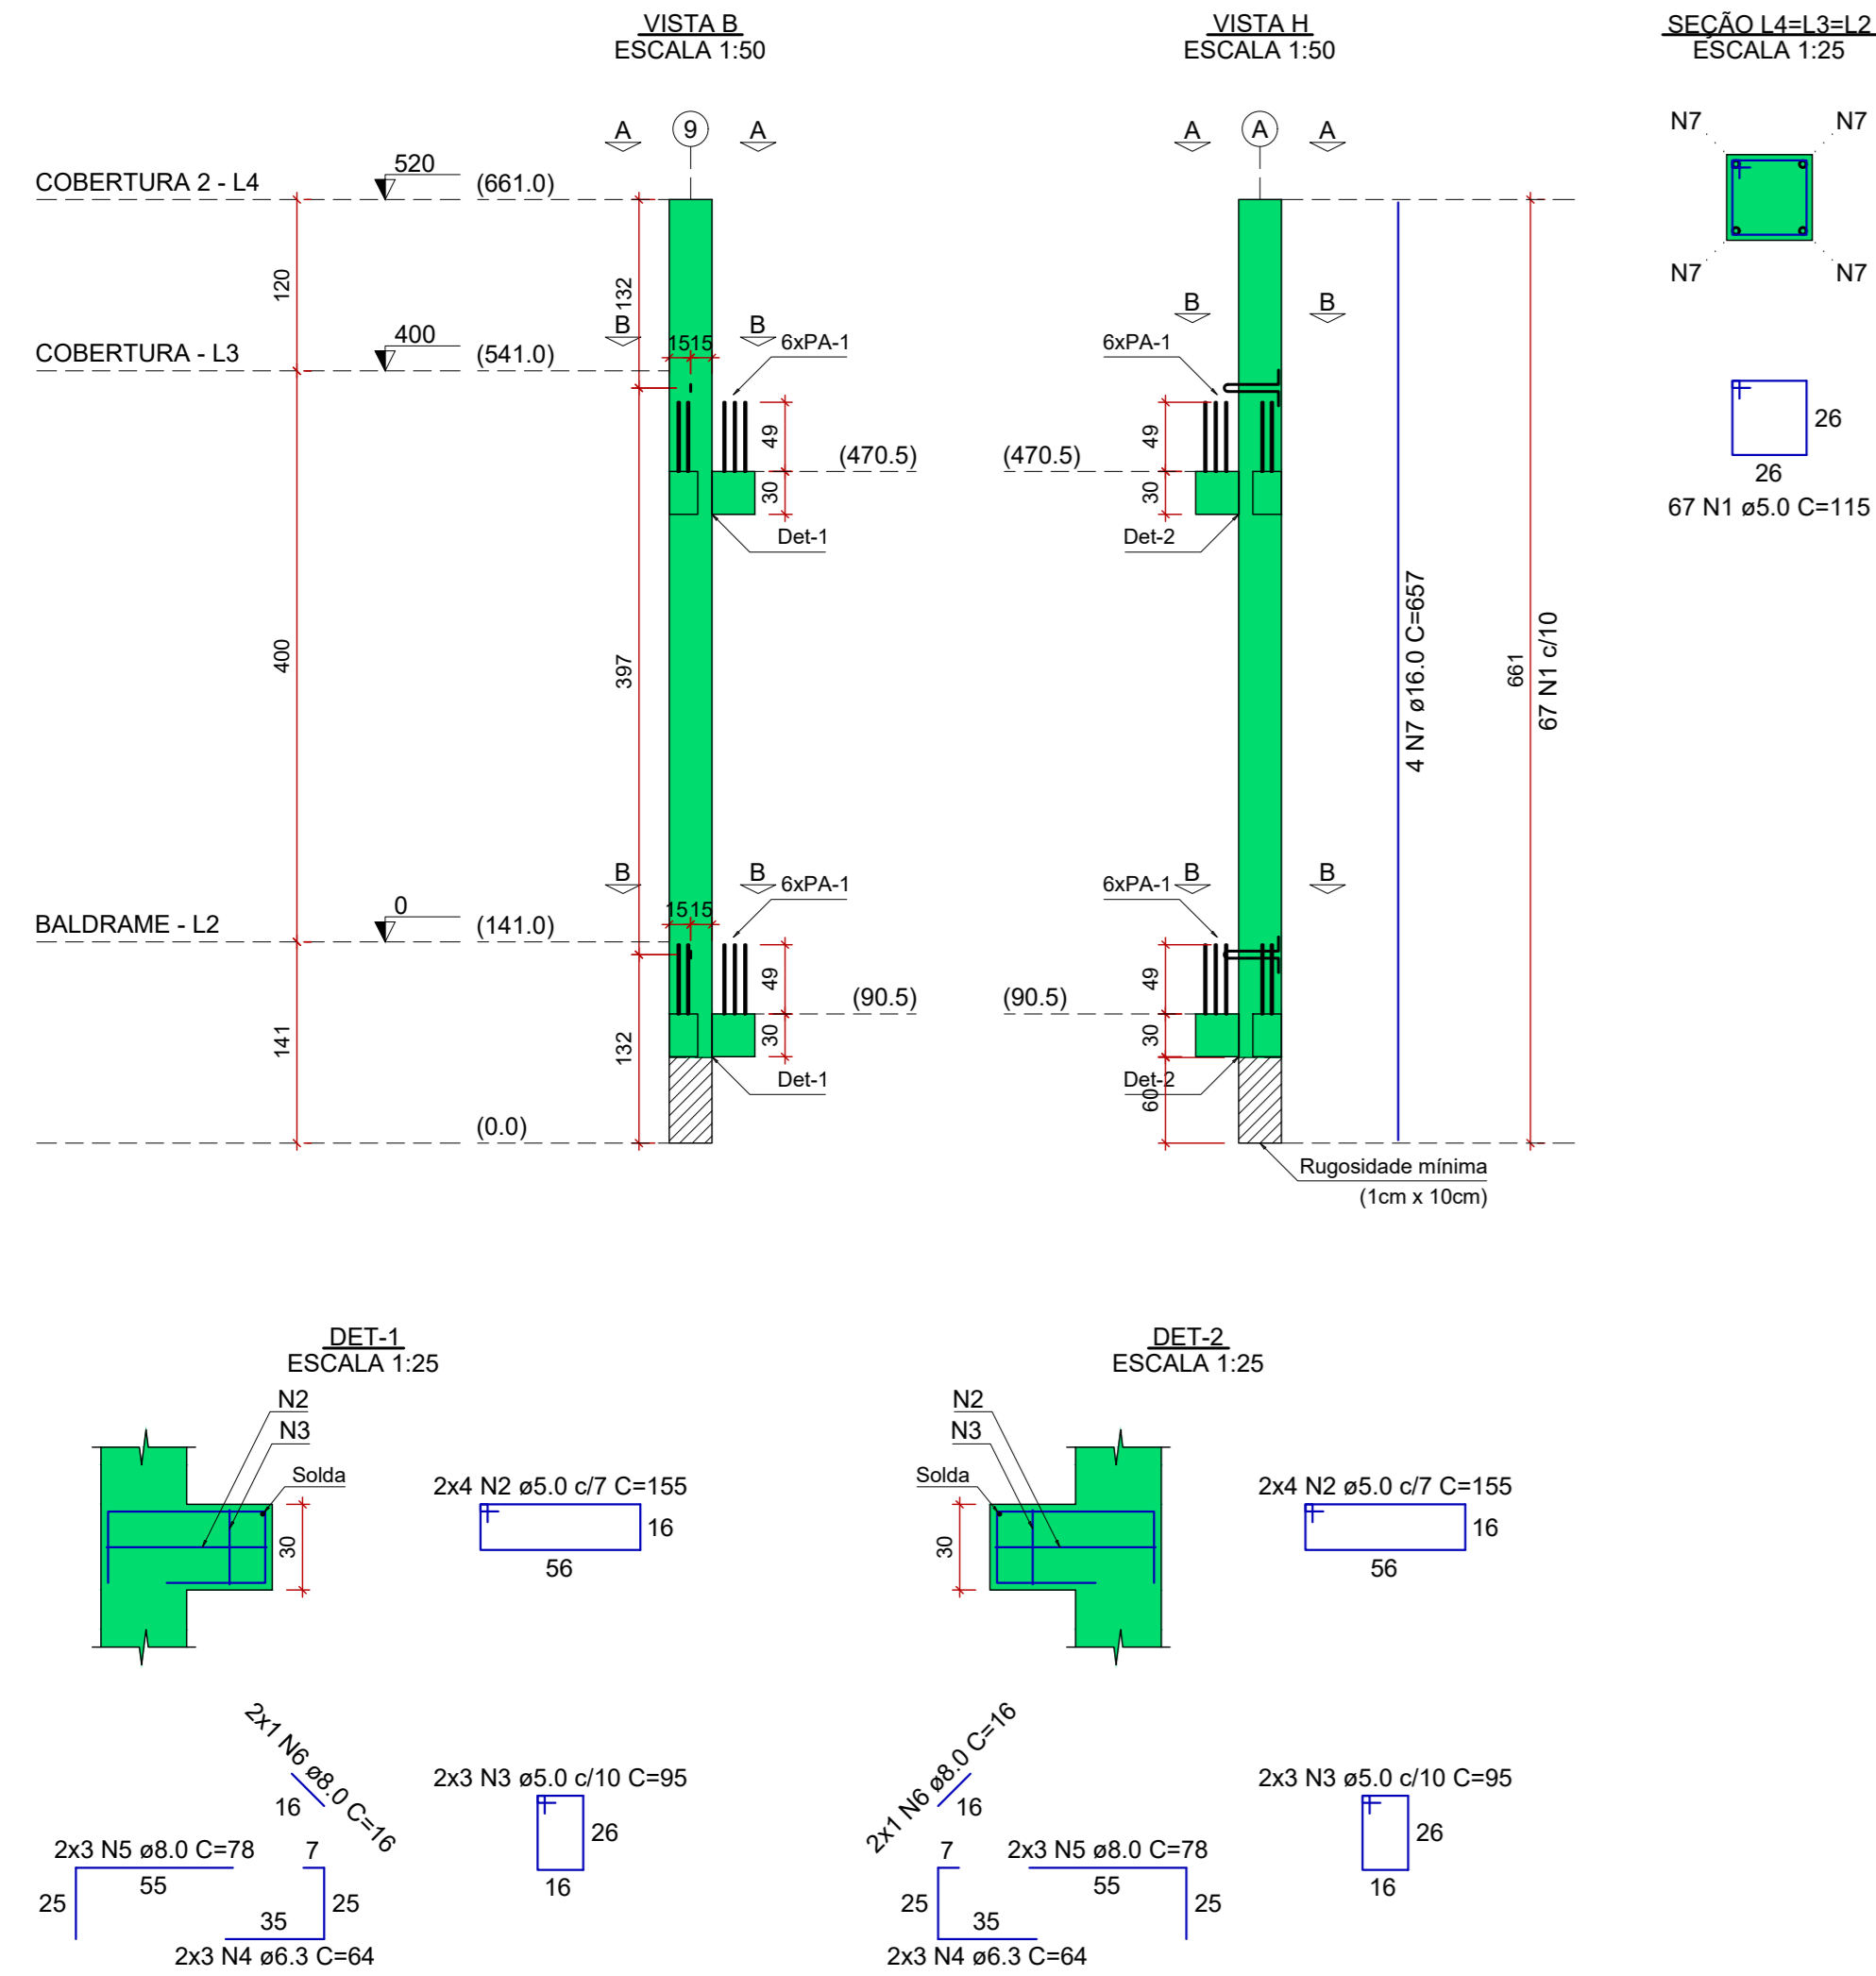 VISTA B
ESCALA 1:50
VISTA H
ESCALA 1:50
SEÇÃO L4=L3=L2
ESCALA 1:25
A
9
A
A
A
A
N7
N7
N7
N7
COBERTURA 2 - L4
520
(661.0)
120
132
COBERTURA - L3
400
(541.0)
B
B
1515
6xPA-1
49
(470.5)
30
Det-1
B
B
6xPA-1
49
(470.5)
30
Det-2
26
26
67 N1 ø5.0 C=115
400
397
4 N7 ø16.0 C=657
661
67 N1 c/10
BALDRAME - L2
0
(141.0)
B
B
1515
6xPA-1
49
(90.5)
30
Det-1
141
132
(0.0)
B
B
6xPA-1
49
(90.5)
30
Det-2
60
Rugosidade mínima
(1cm x 10cm)
DET-1
ESCALA 1:25
N2
N3
Solda
30
2x4 N2 ø5.0 c/7 C=155
16
56
2x1 N6 ø8.0 C=16
16
2x3 N3 ø5.0 c/10 C=95
26
16
2x3 N5 ø8.0 C=78
55
25
7
25
35
2x3 N4 ø6.3 C=64
DET-2
ESCALA 1:25
N2
N3
Solda
30
2x4 N2 ø5.0 c/7 C=155
16
56
2x1 N6 ø8.0 C=16
16
2x3 N3 ø5.0 c/10 C=95
26
16
7
2x3 N5 ø8.0 C=78
55
25
25
35
2x3 N4 ø6.3 C=64